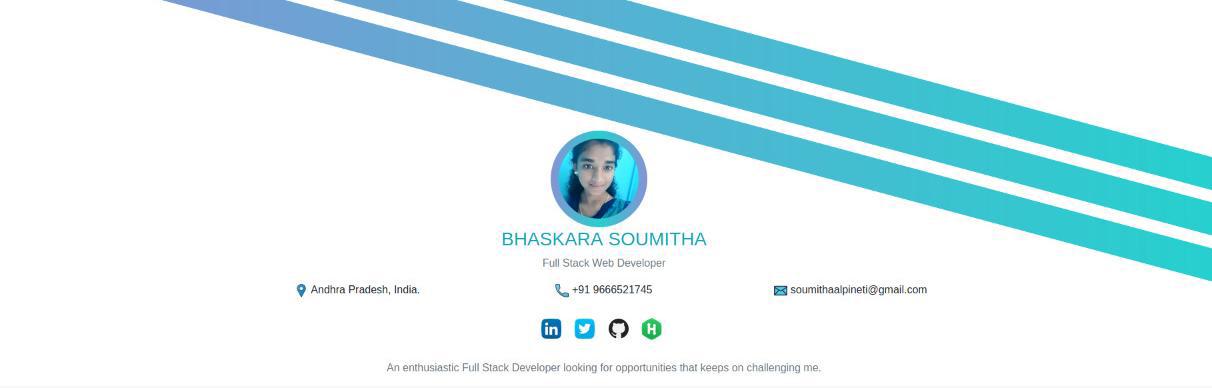 BHASKARA SOUMITHA
Full Stack Web Developer
Andhra Pradesh, India.
+91 9666521745
soumithaalpineti@gmail.com
in
H
An enthusiastic Full Stack Developer looking for opportunities that keeps on challenging me.